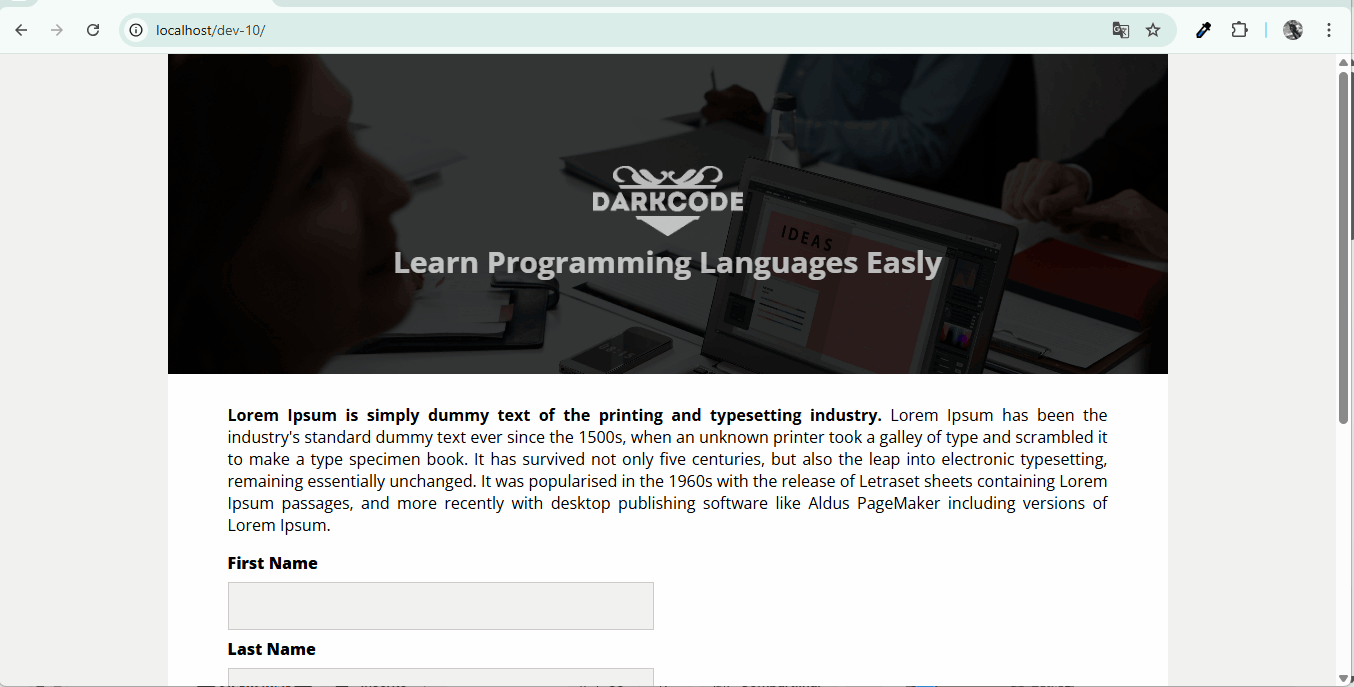 localhost/dev-10/
DARKCODE
IDEAS
Learn Programming Languages Easly
Lorem Ipsum is simply dummy text of the printing and typesetting industry. Lorem Ipsum has been the
industry's standard dummy text ever since the 1500s, when an unknown printer took a galley of type and scrambled it
to make a type specimen book. It has survived not only five centuries, but also the leap into electronic typesetting,
remaining essentially unchanged. It was popularised in the 1960s with the release of Letraset sheets containing Lorem
Ipsum passages, and more recently with desktop publishing software like Aldus PageMaker including versions of
Lorem Ipsum.
First Name
Last Name